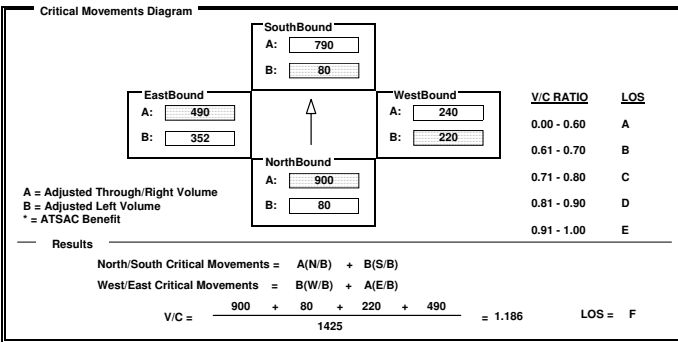 Critical Movements Diagram
SouthBound
A: 790
B: 80
EastBound
A: 490
B: 352
WestBound
A: 240
B: 220
NorthBound
A: 900
B: 80
V/C RATIO LOS
0.00 - 0.60 A
0.61 - 0.70 B
0.71 - 0.80 C
0.81 - 0.90 D
0.91 - 1.00 E
A = Adjusted Through/Right Volume
B = Adjusted Left Volume
* = ATSAC Benefit
Results
North/South Critical Movements = A(N/B) + B(S/B)
West/East Critical Movements = B(W/B) + A(E/B)
V/C = 900 + 80 + 220 + 490 = 1.186 LOS = F
1425